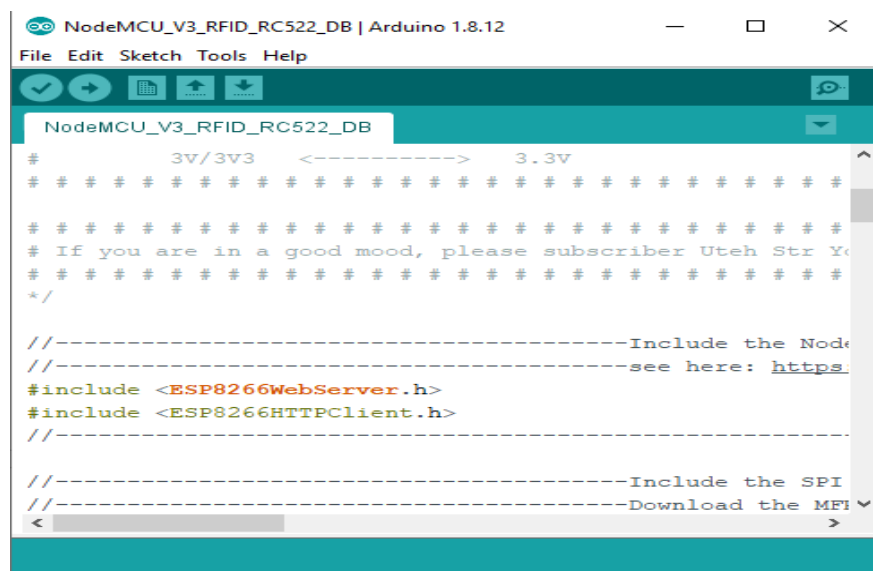 NodeMCU_V3_RFID_RC522_DB | Arduino 1.8.12
File Edit Sketch Tools Help
NodeMCU_V3_RFID_RC522_DB
# 3V/3V3 <----------> 3.3V
# # # # # # # # # # # # # # # # # # # # # # # # # # # # #
# # # # # # # # # # # # # # # # # # # # # # # # # # # # #
# If you are in a good mood, please subscriber Uteh Str
# # # # # # # # # # # # # # # # # # # # # # # # # # # # #
*/
//----------------------------------------Include the
//----------------------------------------see here: https:
#include <ESP8266WebServer.h>
#include <ESP8266HTTPClient.h>
//--------------------------------------------------------
//----------------------------------------Include the SPI
//----------------------------------------Download the